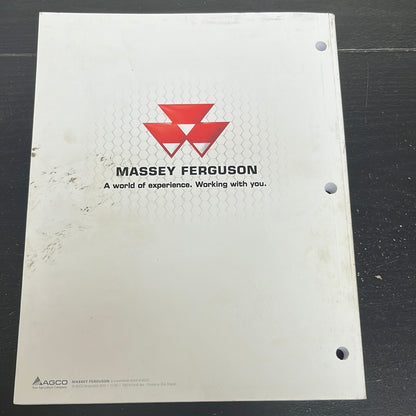 MASSEY FERGUSON
A world of experience. Working with you.
AGCO
MASSEY FERGUSON